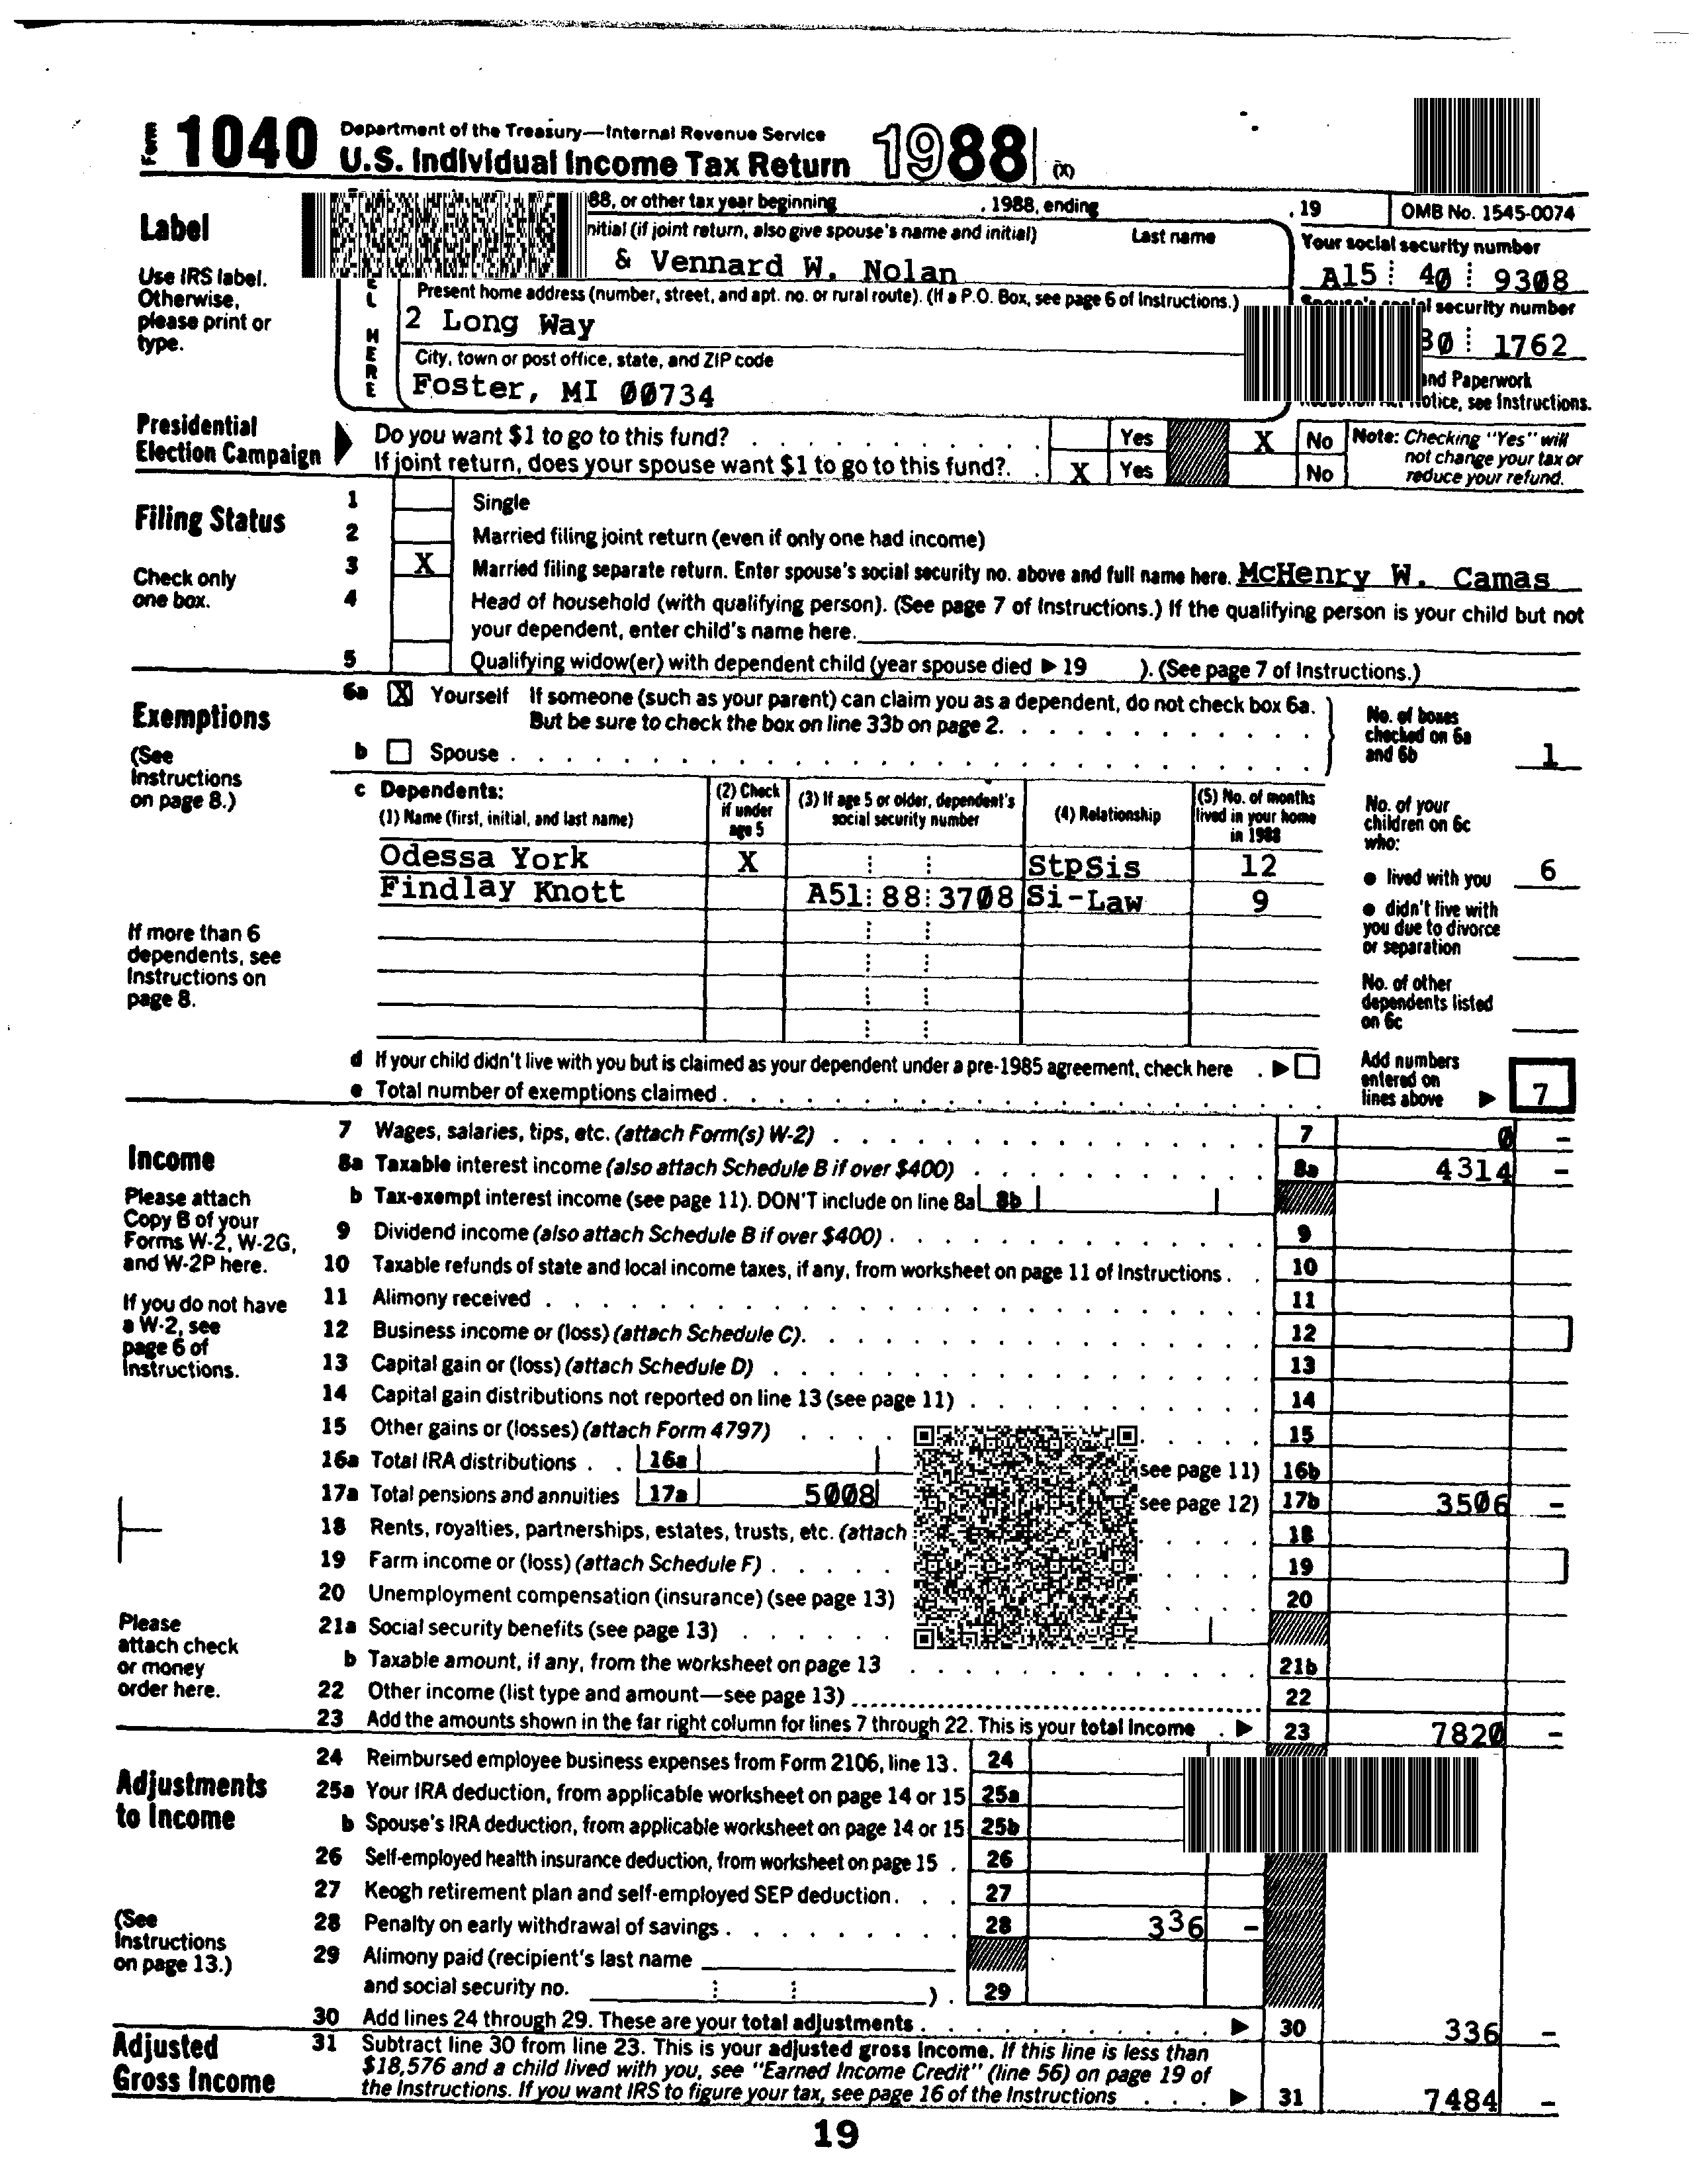 Form 1040 Department of the Treasury—Internal Revenue Service
U.S. Individual Income Tax Return 1988 (X)
88, or other tax year beginning , 1988, ending , 19 OMB No. 1545-0074
Label
nitial (if joint return, also give spouse's name and initial) Last name
Your social security number
& Vennard W. Nolan
A15 40 9308
Use IRS label.
Otherwise,
please print or
type.
E
L
HERE
Present home address (number, street, and apt. no. or rural route). (If a P.O. Box, see page 6 of Instructions.)
security number
2 Long Way
1762
City, town or post office, state, and ZIP code
and Paperwork
Foster, MI 00734
otice, see Instructions.
Presidential
Election Campaign
Do you want $1 to go to this fund? Yes X No
If joint return, does your spouse want $1 to go to this fund? X Yes No
Note: Checking "Yes" will
not change your tax or
reduce your refund.
Filing Status
Check only
one box.
1 Single
2 Married filing joint return (even if only one had income)
3 X Married filing separate return. Enter spouse's social security no. above and full name here. McHenry W. Camas
4 Head of household (with qualifying person). (See page 7 of Instructions.) If the qualifying person is your child but not
your dependent, enter child's name here.
5 Qualifying widow(er) with dependent child (year spouse died ▶ 19 ). (See page 7 of Instructions.)
Exemptions
(See
Instructions
on page 8.)
6a X Yourself If someone (such as your parent) can claim you as a dependent, do not check box 6a.
But be sure to check the box on line 33b on page 2.
b Spouse
No. of boxes
checked on 6a
and 6b 1
c Dependents:
(1) Name (first, initial, and last name)
(2) Check
if under
age 5
(3) If age 5 or older, dependent's
social security number
(4) Relationship
(5) No. of months
lived in your home
in 1988
Odessa York X StpSis 12
Findlay Knott A51 88 3708 Si-Law 9
No. of your
children on 6c
who:
● lived with you 6
● didn't live with
you due to divorce
or separation
No. of other
dependents listed
on 6c
If more than 6
dependents, see
Instructions on
page 8.
d If your child didn't live with you but is claimed as your dependent under a pre-1985 agreement, check here ▶
e Total number of exemptions claimed
Add numbers
entered on
lines above ▶ 7
Income
Please attach
Copy B of your
Forms W-2, W-2G,
and W-2P here.
If you do not have
a W-2, see
page 6 of
Instructions.
Please
attach check
or money
order here.
7 Wages, salaries, tips, etc. (attach Form(s) W-2) 7 0 –
8a Taxable interest income (also attach Schedule B if over $400) 8a 4314 –
b Tax-exempt interest income (see page 11). DON'T include on line 8a 8b
9 Dividend income (also attach Schedule B if over $400) 9
10 Taxable refunds of state and local income taxes, if any, from worksheet on page 11 of Instructions 10
11 Alimony received 11
12 Business income or (loss) (attach Schedule C) 12
13 Capital gain or (loss) (attach Schedule D) 13
14 Capital gain distributions not reported on line 13 (see page 11) 14
15 Other gains or (losses) (attach Form 4797) 15
16a Total IRA distributions 16a see page 11) 16b
17a Total pensions and annuities 17a 5008 see page 12) 17b 3506 –
18 Rents, royalties, partnerships, estates, trusts, etc. (attach 18
19 Farm income or (loss) (attach Schedule F) 19
20 Unemployment compensation (insurance) (see page 13) 20
21a Social security benefits (see page 13)
b Taxable amount, if any, from the worksheet on page 13 21b
22 Other income (list type and amount—see page 13) 22
23 Add the amounts shown in the far right column for lines 7 through 22. This is your total income ▶ 23 7820 –
Adjustments
to Income
(See
Instructions
on page 13.)
24 Reimbursed employee business expenses from Form 2106, line 13. 24
25a Your IRA deduction, from applicable worksheet on page 14 or 15 25a
b Spouse's IRA deduction, from applicable worksheet on page 14 or 15 25b
26 Self-employed health insurance deduction, from worksheet on page 15 26
27 Keogh retirement plan and self-employed SEP deduction 27
28 Penalty on early withdrawal of savings 28 336 –
29 Alimony paid (recipient's last name
and social security no. ) 29
30 Add lines 24 through 29. These are your total adjustments ▶ 30 336 –
Adjusted
Gross Income
31 Subtract line 30 from line 23. This is your adjusted gross income. If this line is less than
$18,576 and a child lived with you, see "Earned Income Credit" (line 56) on page 19 of
the Instructions. If you want IRS to figure your tax, see page 16 of the Instructions ▶ 31 7484 –
19